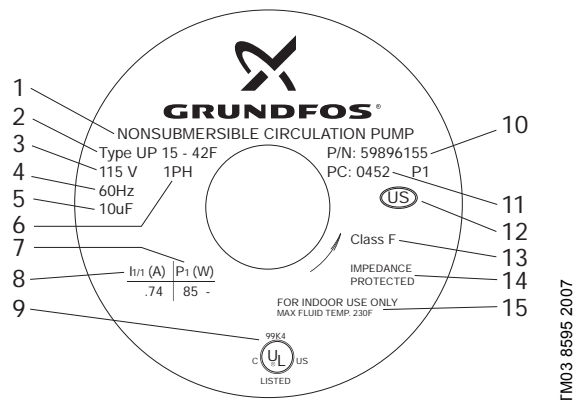 GRUNDFOS®
1 NONSUBMERSIBLE CIRCULATION PUMP
2 Type UP 15 - 42F P/N: 59896155 10
3 115 V 1PH PC: 0452 P1 11
4 60Hz
5 10uF US 12
6
7 Class F 13
8 I1/1 (A) P1 (W) IMPEDANCE PROTECTED 14
.74 85 -
FOR INDOOR USE ONLY 15
MAX FLUID TEMP. 230F
9
99K4
C UL® US
LISTED
TM03 8595 2007